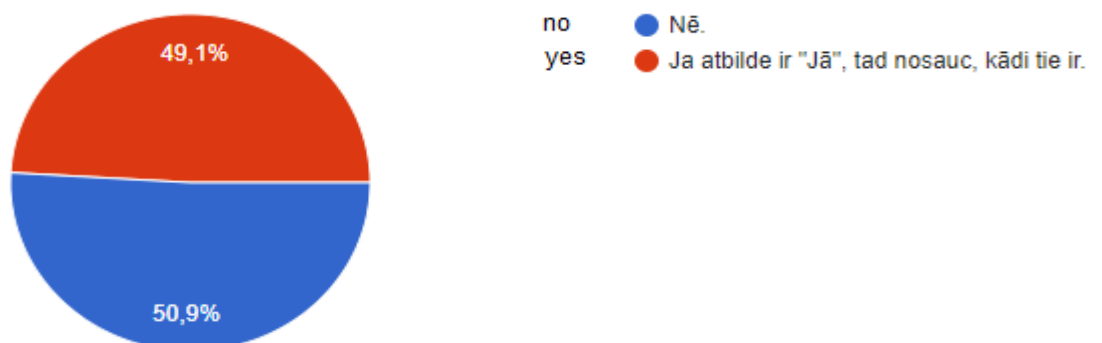 49,1%
50,9%
no Nē.
yes Ja atbilde ir "Jā", tad nosauc, kādi tie ir.